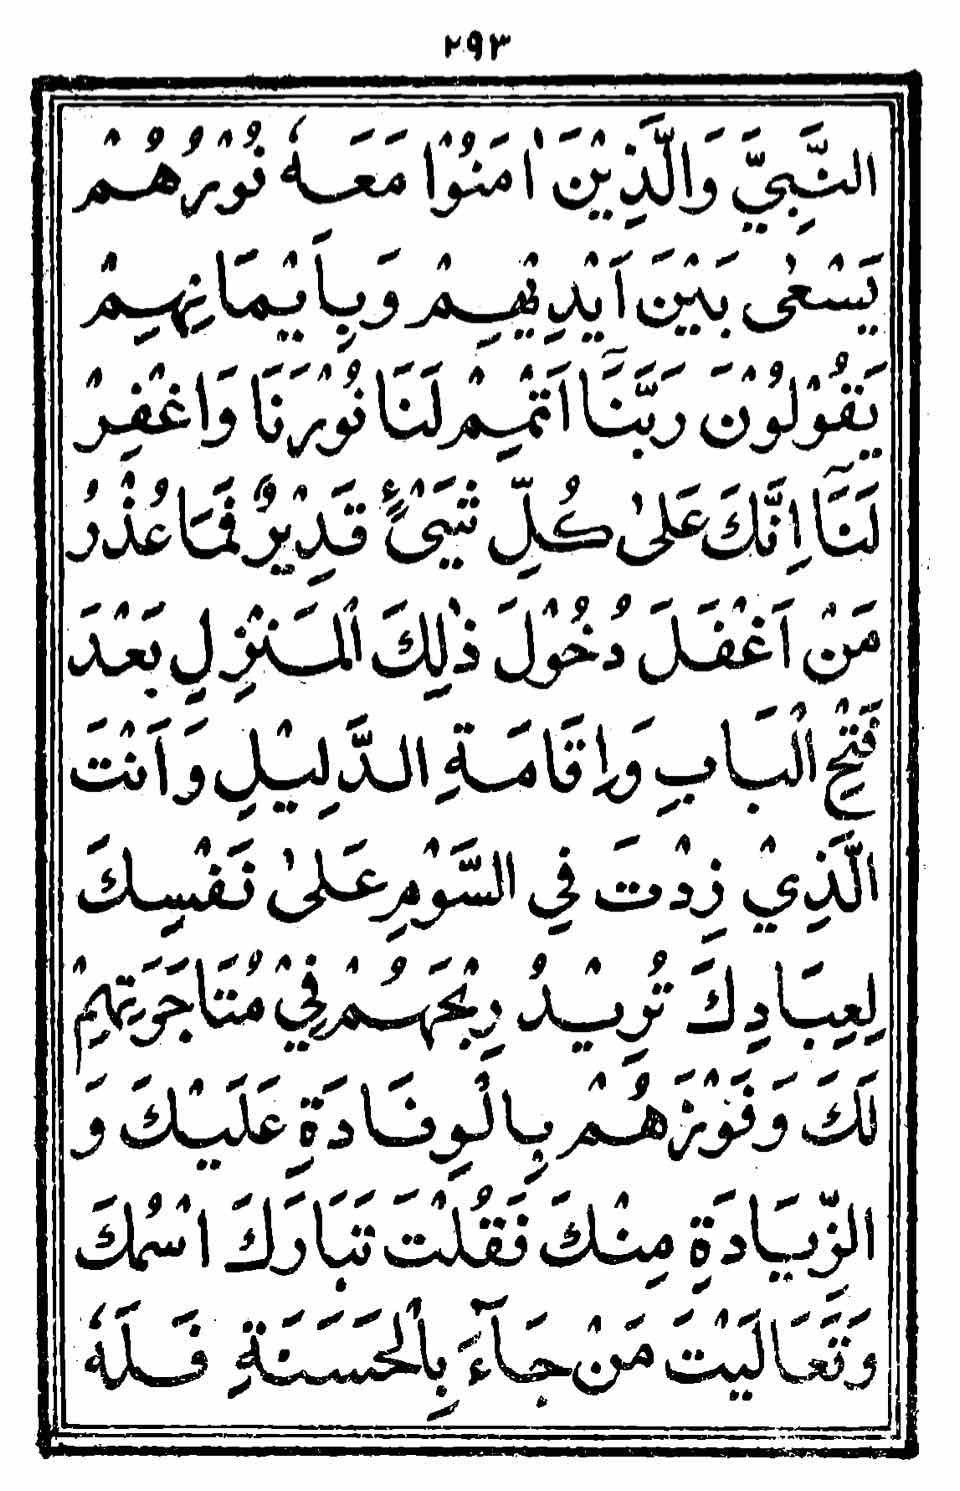 ٢٩٣
النَّبِيَّ وَالَّذِيْنَ اٰمَنُوْا مَعَهٗ نُوْرُهُمْ
يَسْعٰى بَيْنَ اَيْدِيْهِمْ وَبِاَيْمَانِهِمْ
يَقُوْلُوْنَ رَبَّنَآ اَتْمِمْ لَنَا نُوْرَنَا وَاغْفِرْ
لَنَآ اِنَّكَ عَلٰى كُلِّ شَيْءٍ قَدِيْرٌ فَمَا عُذْرُ
مَنْ اَغْفَلَ دُخُوْلَ ذٰلِكَ الْمَنْزِلِ بَعْدَ
فَتْحِ الْبَابِ وَاِقَامَةِ الدَّلِيْلِ وَاَنْتَ
الَّذِيْ زِدْتَ فِي السَّوْمِ عَلٰى نَفْسِكَ
لِعِبَادِكَ تُرِيْدُ رِبْحَهُمْ فِيْ مُتَاجَرَتِهِمْ
لَكَ وَفَوْزَهُمْ بِالْوِفَادَةِ عَلَيْكَ وَ
الزِّيَادَةِ مِنْكَ فَقُلْتَ تَبَارَكَ اسْمُكَ
وَتَعَالَيْتَ مَنْ جَآءَ بِالْحَسَنَةِ فَلَهٗ